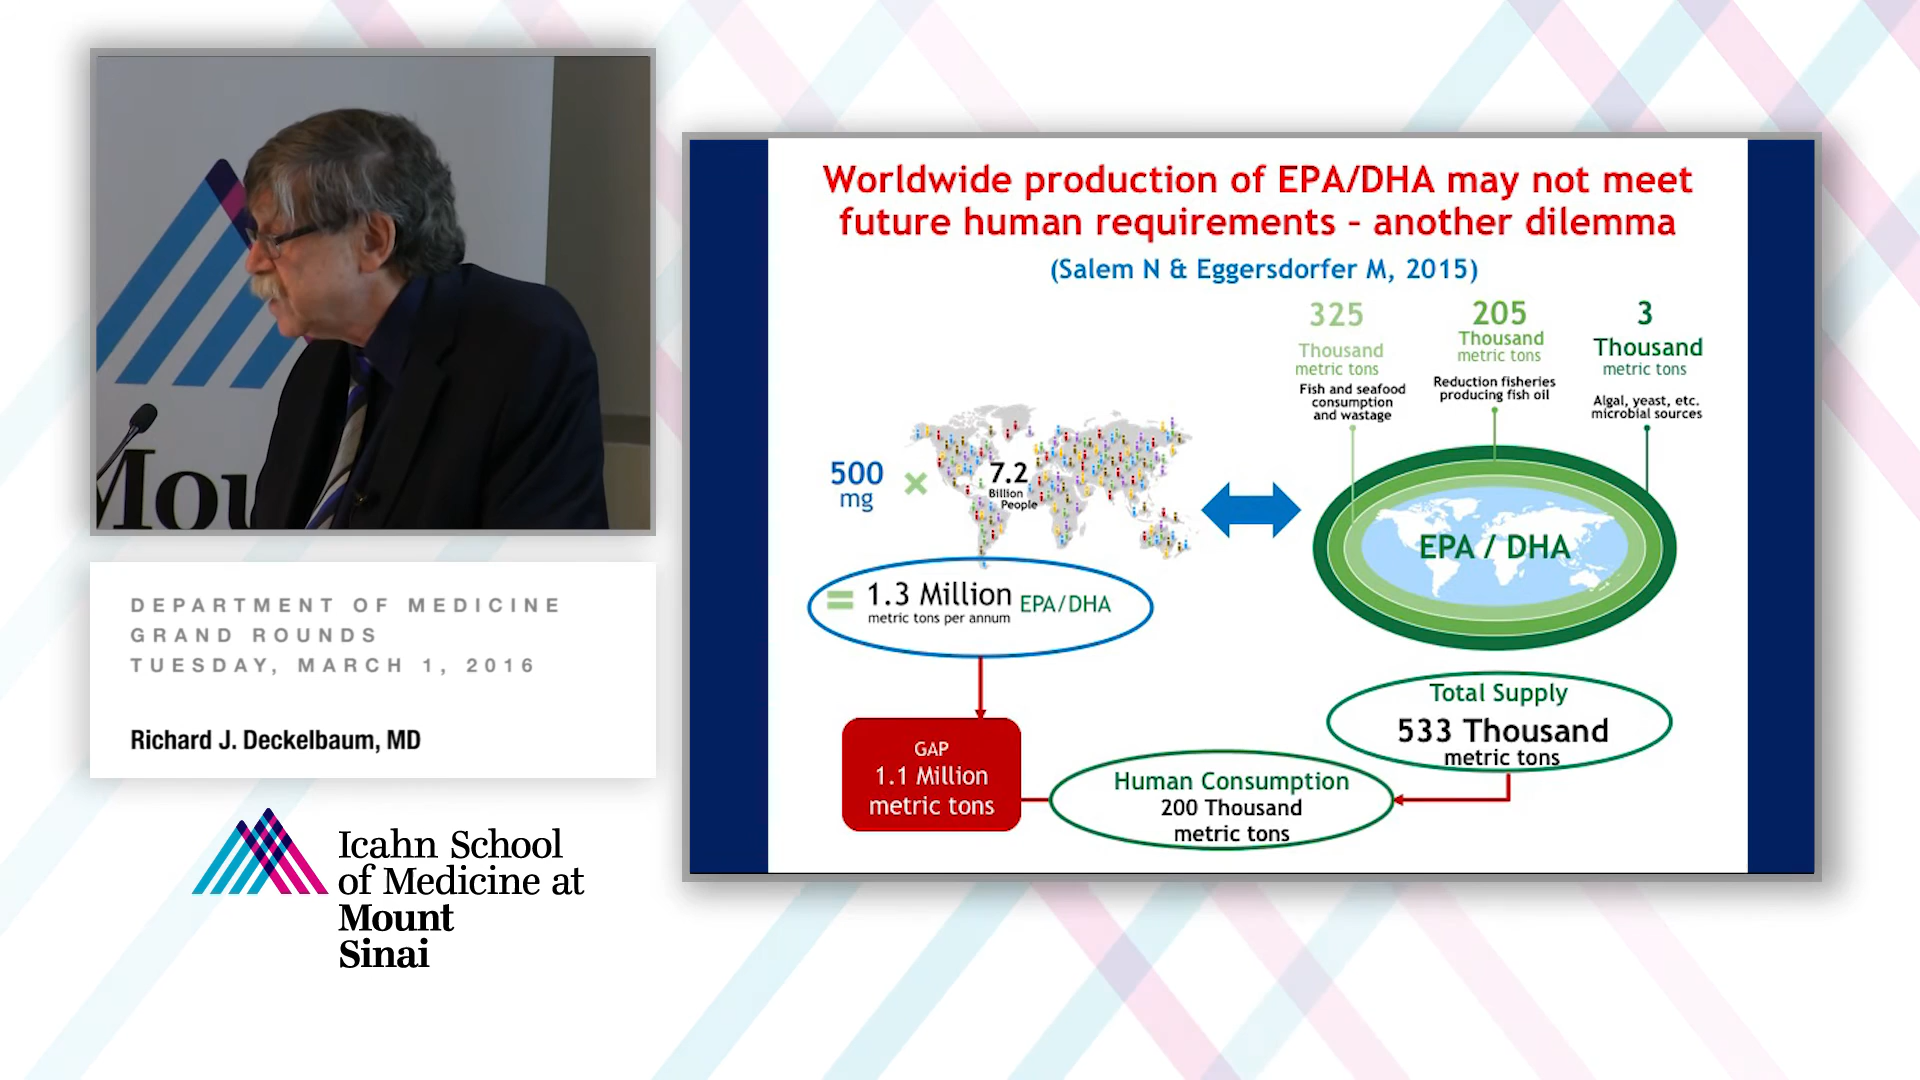 Mou
DEPARTMENT OF MEDICINE
GRAND ROUNDS
TUESDAY, MARCH 1, 2016
Richard J. Deckelbaum, MD
Icahn School
of Medicine at
Mount
Sinai
Worldwide production of EPA/DHA may not meet
future human requirements – another dilemma
(Salem N & Eggersdorfer M, 2015)
325
Thousand
metric tons
Fish and seafood
consumption
and wastage
205
Thousand
metric tons
Reduction fisheries
producing fish oil
3
Thousand
metric tons
Algal, yeast, etc.
microbial sources
500
mg
×
7.2
Billion
People
EPA / DHA
= 1.3 Million EPA/DHA
metric tons per annum
Total Supply
533 Thousand
metric tons
GAP
1.1 Million
metric tons
Human Consumption
200 Thousand
metric tons